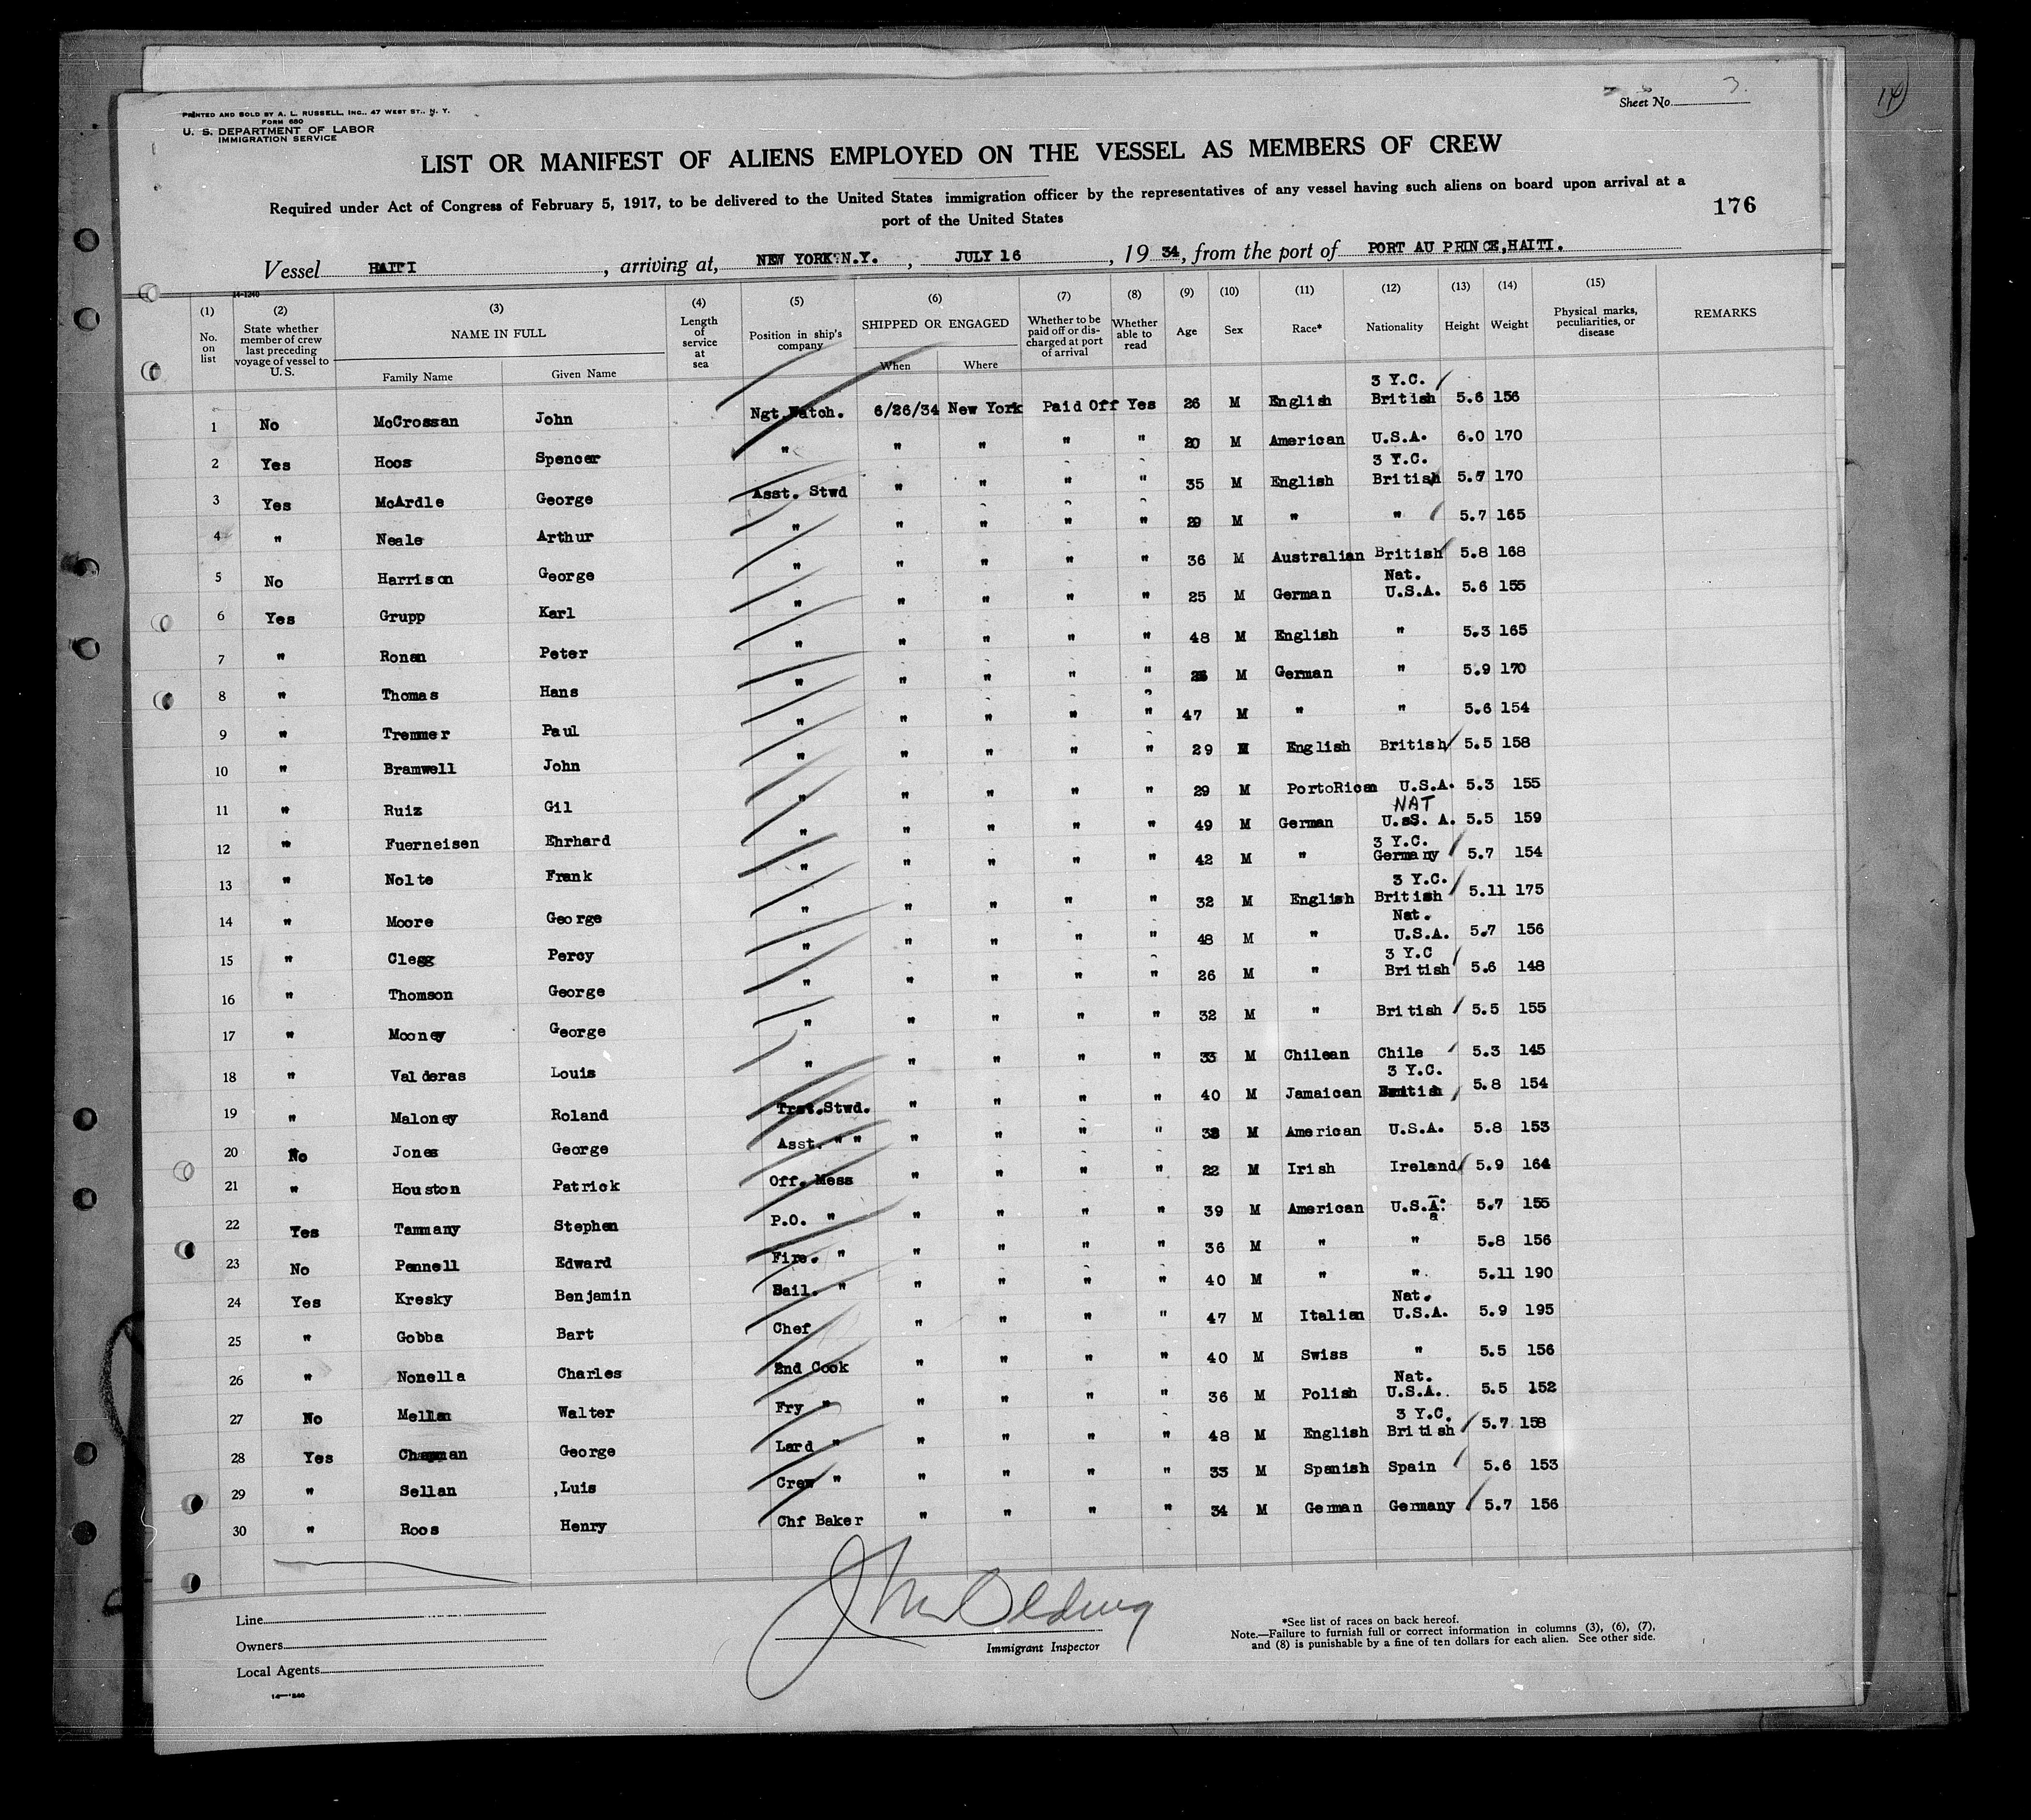 Sheet No. 3.
14
PRINTED AND SOLD BY A. L. RUSSELL, INC., 47 WEST ST., N. Y.
FORM 680
U. S. DEPARTMENT OF LABOR
IMMIGRATION SERVICE
LIST OR MANIFEST OF ALIENS EMPLOYED ON THE VESSEL AS MEMBERS OF CREW
Required under Act of Congress of February 5, 1917, to be delivered to the United States immigration officer by the representatives of any vessel having such aliens on board upon arrival at a
port of the United States
176
Vessel HAITI, arriving at, NEW YORK N.Y., JULY 16, 19 34, from the port of PORT AU PRINCE, HAITI.
14-1240
(1) No. on list (2) State whether member of crew last preceding voyage of vessel to U. S. (3) NAME IN FULL Family Name Given Name (4) Length of service at sea (5) Position in ship's company (6) SHIPPED OR ENGAGED When Where (7) Whether to be paid off or discharged at port of arrival (8) Whether able to read (9) Age (10) Sex (11) Race* (12) Nationality (13) Height (14) Weight (15) Physical marks, peculiarities, or disease REMARKS
1 No McCrossan John Ngt Watch. 6/26/34 New York Paid Off Yes 26 M English 3 Y.C. British 5.6 156
2 Yes Hoos Spencer " " " " " 20 M American U.S.A. 6.0 170
3 Yes McArdle George Asst. Stwd " " " " 35 M English 3 Y.C. British 5.7 170
4 " Neale Arthur " " " " " 29 M " " 5.7 165
5 No Harrison George " " " " " 36 M Australian British 5.8 168
6 Yes Grupp Karl " " " " " 25 M German Nat. U.S.A. 5.6 155
7 " Ronan Peter " " " " " 48 M English " 5.3 165
8 " Thomas Hans " " " " " M German " 5.9 170
9 " Tremmer Paul " " " " " 47 M " " 5.6 154
10 " Bramwell John " " " " " 29 M English British 5.5 158
11 " Ruiz Gil " " " " " 29 M PortoRican U.S.A. 5.3 155
12 " Fuerneisen Ehrhard " " " " " 49 M German NAT U.S. A. 5.5 159
13 " Nolte Frank " " " " " 42 M " 3 Y.C. Germany 5.7 154
14 " Moore George " " " " " 32 M English 3 Y.C. British 5.11 175
15 " Clegg Percy " " " " " 48 M " Nat. U.S.A. 5.7 156
16 " Thomson George " " " " " 26 M " 3 Y.C British 5.6 148
17 " Mooney George " " " " " 32 M " British 5.5 155
18 " Valderas Louis " " " " " 33 M Chilean Chile 5.3 145
19 " Maloney Roland Trst.Stwd. " " " " 40 M Jamaican 3 Y.C. British 5.8 154
20 No Jones George Asst. " " " " " " 38 M American U.S.A. 5.8 153
21 " Houston Patrick Off. Mess " " " " 22 M Irish Ireland 5.9 164
22 Yes Tammany Stephen P.O. " " " " " 39 M American U.S.A. 5.7 155
23 No Pennell Edward Fire. " " " " " 36 M " " 5.8 156
24 Yes Kresky Benjamin Sail. " " " " " 40 M " " 5.11 190
25 " Gobba Bart Chef " " " " 47 M Italian Nat. U.S.A. 5.9 195
26 " Nonella Charles 2nd Cook " " " " 40 M Swiss " 5.5 156
27 No Mellan Walter Fry " " " " " 36 M Polish Nat. U.S.A. 5.5 152
28 Yes Chapman George Lard " " " " " 48 M English 3 Y.C. British 5.7 158
29 " Sellan Luis Crew " " " " " 33 M Spanish Spain 5.6 153
30 " Roos Henry Chf Baker " " " " 34 M German Germany 5.7 156
Line
Owners
Local Agents
14—1240
Immigrant Inspector
*See list of races on back hereof.
Note.—Failure to furnish full or correct information in columns (3), (6), (7),
and (8) is punishable by a fine of ten dollars for each alien. See other side.